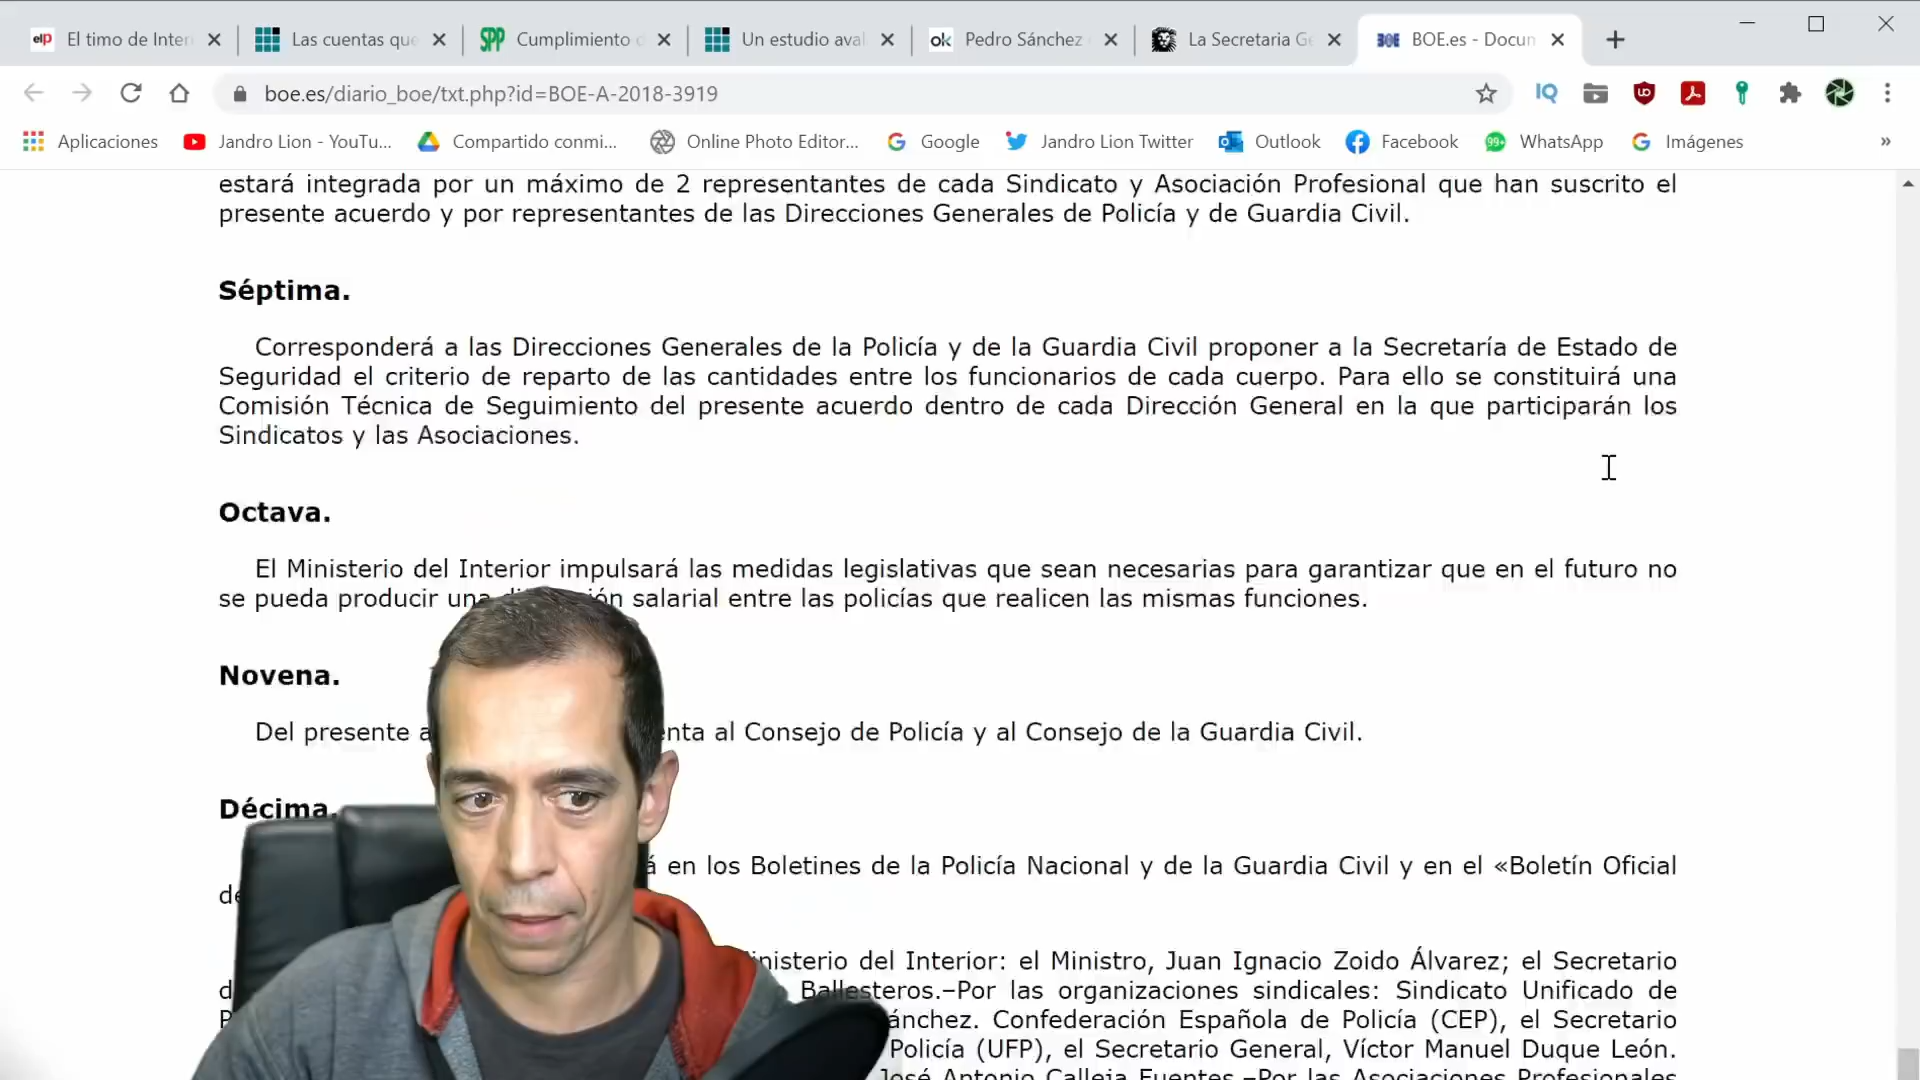 elp El timo de Inter
Las cuentas que
SPP Cumplimiento d
Un estudio aval
ok Pedro Sánchez
La Secretaria Ge
BOE BOE.es - Docum
boe.es/diario_boe/txt.php?id=BOE-A-2018-3919
IQ
Aplicaciones
Jandro Lion - YouTu...
Compartido conmi...
Online Photo Editor...
Google
Jandro Lion Twitter
Outlook
Facebook
99+ WhatsApp
Imágenes
»
estará integrada por un máximo de 2 representantes de cada Sindicato y Asociación Profesional que han suscrito el
presente acuerdo y por representantes de las Direcciones Generales de Policía y de Guardia Civil.
Séptima.
Corresponderá a las Direcciones Generales de la Policía y de la Guardia Civil proponer a la Secretaría de Estado de
Seguridad el criterio de reparto de las cantidades entre los funcionarios de cada cuerpo. Para ello se constituirá una
Comisión Técnica de Seguimiento del presente acuerdo dentro de cada Dirección General en la que participarán los
Sindicatos y las Asociaciones.
Octava.
El Ministerio del Interior impulsará las medidas legislativas que sean necesarias para garantizar que en el futuro no
se pueda producir una salarial entre las policías que realicen las mismas funciones.
Novena.
Del presente a enta al Consejo de Policía y al Consejo de la Guardia Civil.
Décima.
á en los Boletines de la Policía Nacional y de la Guardia Civil y en el «Boletín Oficial
de
inisterio del Interior: el Ministro, Juan Ignacio Zoido Álvarez; el Secretario
d Ballesteros.–Por las organizaciones sindicales: Sindicato Unificado de
P ánchez. Confederación Española de Policía (CEP), el Secretario
Policía (UFP), el Secretario General, Víctor Manuel Duque León.
José Antonio Calleja Fuentes.–Por las Asociaciones Profesionales